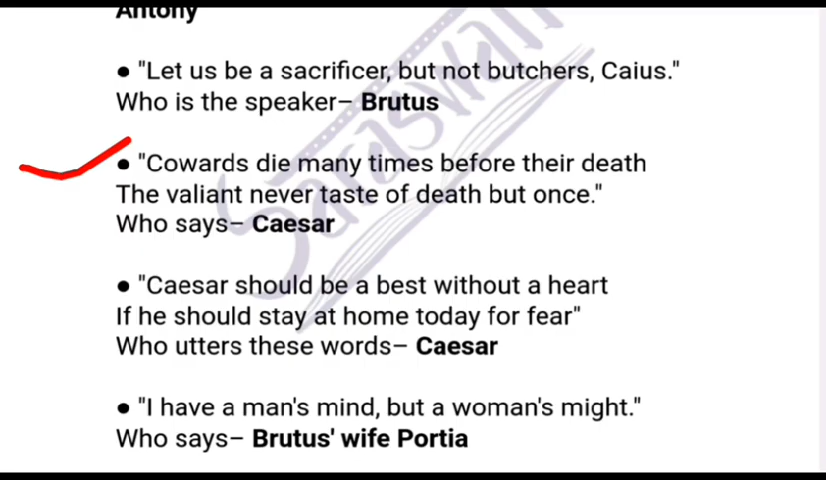 Antony
● "Let us be a sacrificer, but not butchers, Caius."
Who is the speaker– Brutus
● "Cowards die many times before their death
The valiant never taste of death but once."
Who says– Caesar
● "Caesar should be a best without a heart
If he should stay at home today for fear"
Who utters these words– Caesar
● "I have a man's mind, but a woman's might."
Who says– Brutus' wife Portia
Saraswati